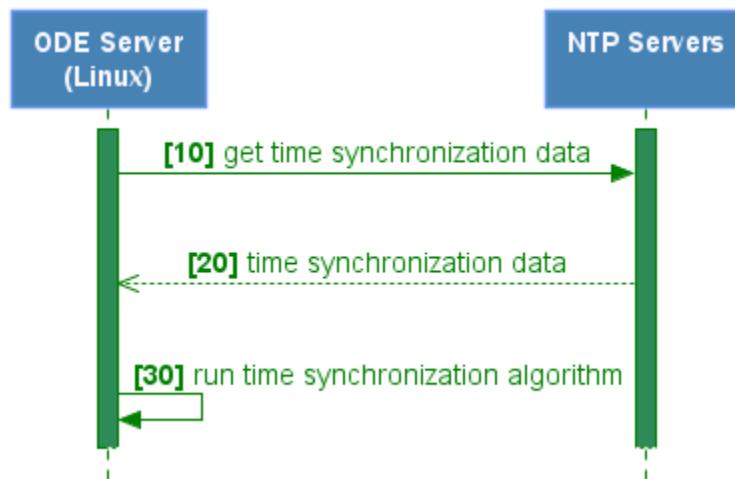 ODE Server
(Linux)
NTP Servers
[10] get time synchronization data
[20] time synchronization data
[30] run time synchronization algorithm